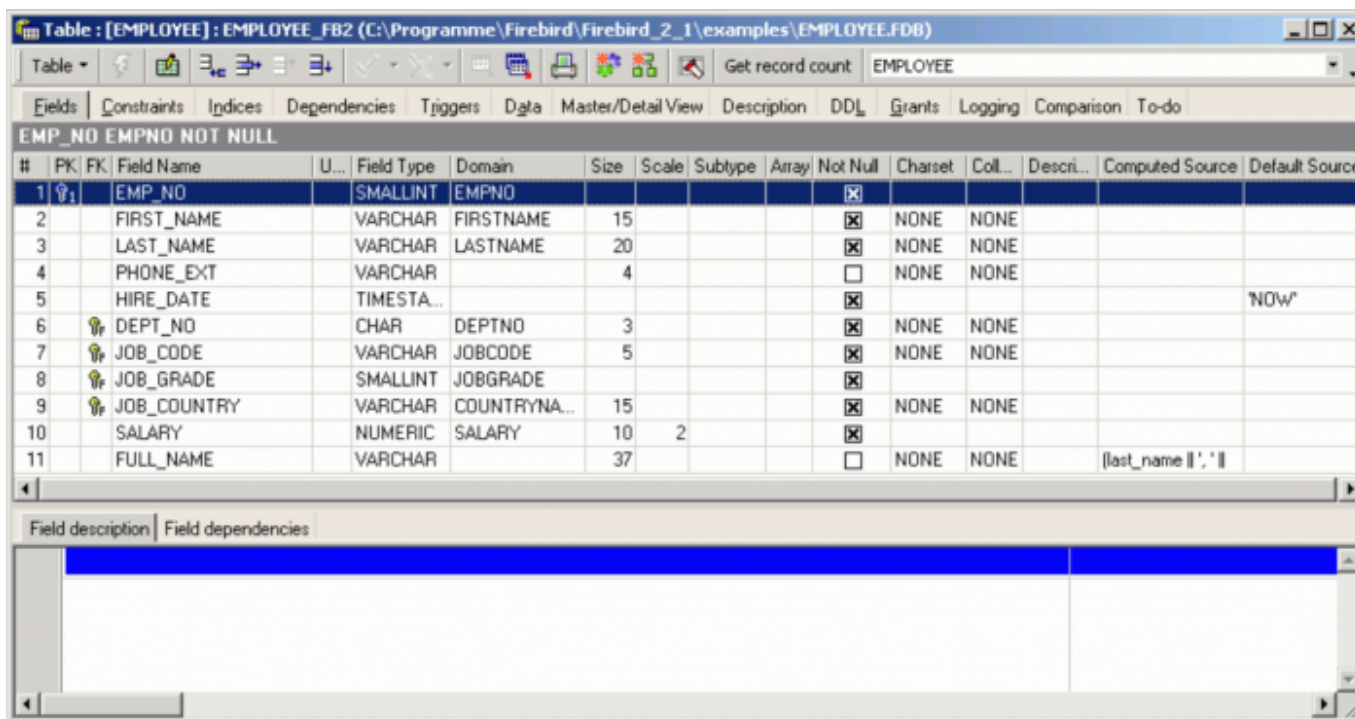 Table : [EMPLOYEE] : EMPLOYEE_FB2 (C:\Programme\Firebird\Firebird_2_1\examples\EMPLOYEE.FDB)
Table Get record count EMPLOYEE
Fields Constraints Indices Dependencies Triggers Data Master/Detail View Description DDL Grants Logging Comparison To-do
EMP_NO EMPNO NOT NULL
# PK FK Field Name U... Field Type Domain Size Scale Subtype Array Not Null Charset Coll... Descri... Computed Source Default Source
1 1 EMP_NO SMALLINT EMPNO
2 FIRST_NAME VARCHAR FIRSTNAME 15 NONE NONE
3 LAST_NAME VARCHAR LASTNAME 20 NONE NONE
4 PHONE_EXT VARCHAR 4 NONE NONE
5 HIRE_DATE TIMESTA... 'NOW'
6 F DEPT_NO CHAR DEPTNO 3 NONE NONE
7 F JOB_CODE VARCHAR JOBCODE 5 NONE NONE
8 F JOB_GRADE SMALLINT JOBGRADE
9 F JOB_COUNTRY VARCHAR COUNTRYNA... 15 NONE NONE
10 SALARY NUMERIC SALARY 10 2
11 FULL_NAME VARCHAR 37 NONE NONE (last_name || ', ' ||
Field description Field dependencies